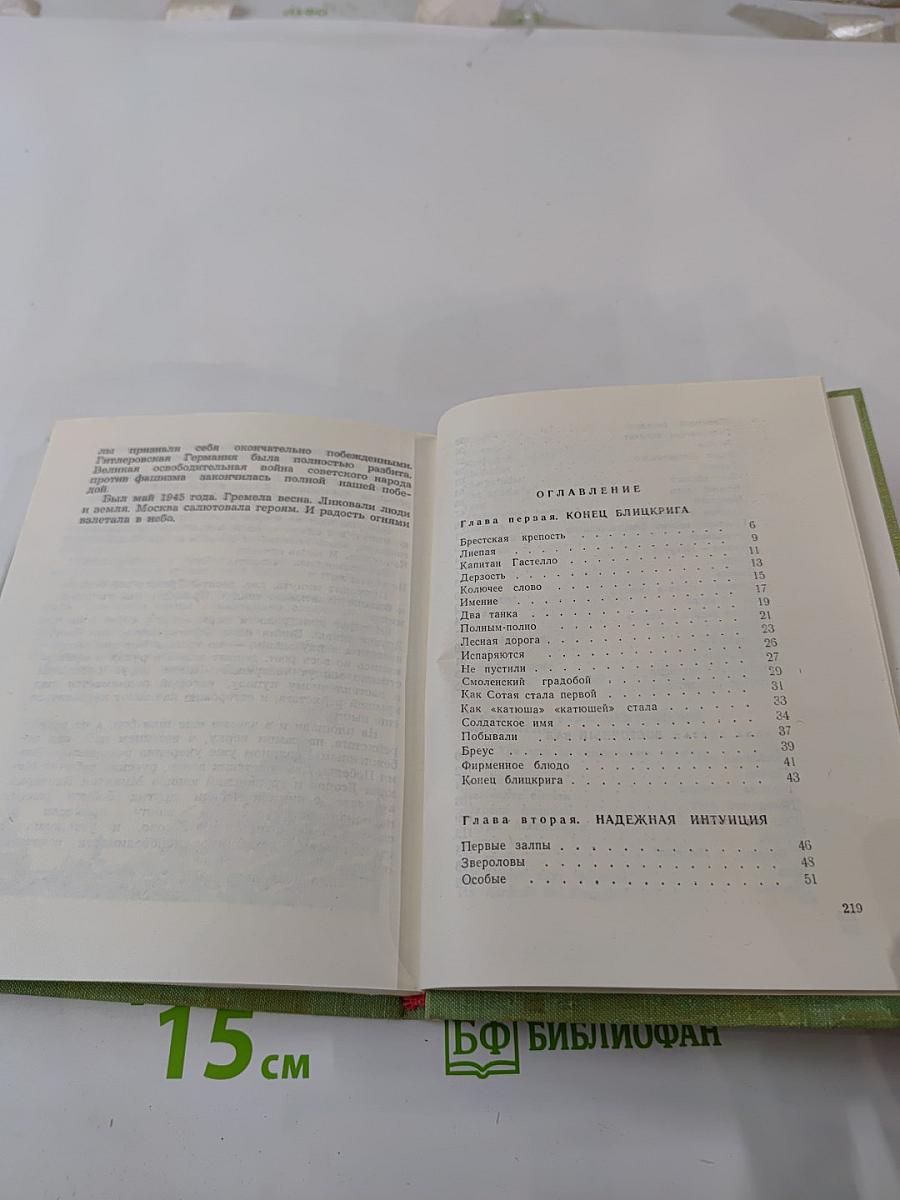 лы признали себя окончательно побежденными.
Гитлеровская Германия была полностью разбита.
Великая освободительная война советского народа
против фашизма закончилась полной нашей побе-
дой.
Был май 1945 года. Гремела весна. Ликовали люди
и земля. Москва салютовала героям. И радость огнями
взлетала в небо.
ОГЛАВЛЕНИЕ
Глава первая. КОНЕЦ БЛИЦКРИГА
Брестская крепость . . . . . . . . . . 6
Лиепая . . . . . . . . . . . . . 9
Капитан Гастелло . . . . . . . . . . 11
Дерзость . . . . . . . . . . . . . 13
Колючее слово . . . . . . . . . . . 15
Имение . . . . . . . . . . . . . 17
Два танка . . . . . . . . . . . . 19
Полным-полно . . . . . . . . . . . 21
Лесная дорога . . . . . . . . . . . 23
Испаряются . . . . . . . . . . . . 26
Не пустили . . . . . . . . . . . . 27
Смоленский градобой . . . . . . . . . 29
Как Сотая стала первой . . . . . . . . 31
Как «катюша» «катюшей» стала . . . . . . 33
Солдатское имя . . . . . . . . . . . 34
Побывали . . . . . . . . . . . . 37
Бреус . . . . . . . . . . . . . 39
Фирменное блюдо . . . . . . . . . . 41
Конец блицкрига . . . . . . . . . . 43
Глава вторая. НАДЕЖНАЯ ИНТУИЦИЯ
Первые залпы . . . . . . . . . . . 46
Звероловы . . . . . . . . . . . . 48
Особые . . . . . . . . . . . . . 51
219
15 см
БФ БИБЛИОФАН